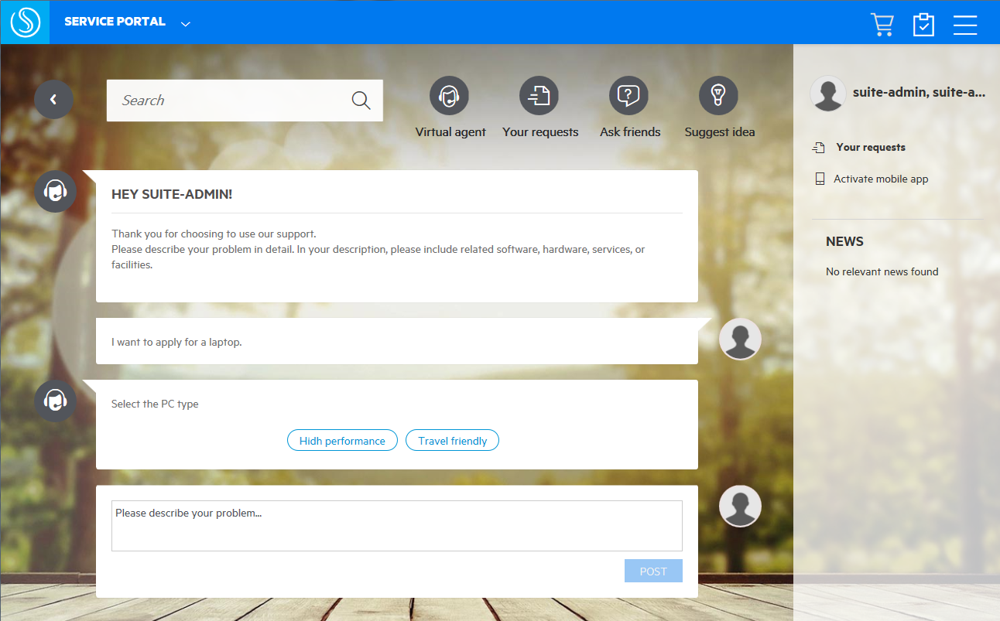 SERVICE PORTAL
Search
Virtual agent
Your requests
Ask friends
Suggest idea
suite-admin, suite-a...
Your requests
Activate mobile app
NEWS
No relevant news found
HEY SUITE-ADMIN!
Thank you for choosing to use our support.
Please describe your problem in detail. In your description, please include related software, hardware, services, or
facilities.
I want to apply for a laptop.
Select the PC type
Hidh performance
Travel friendly
Please describe your problem...
POST